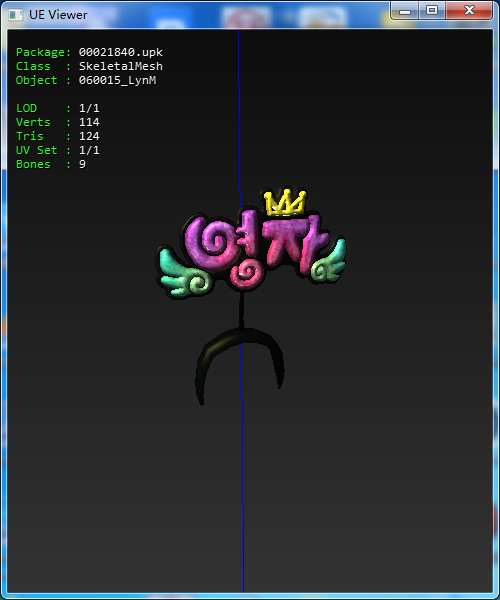 UE Viewer
Package: 00021840.upk
Class : SkeletalMesh
Object : 060015_LynM
LOD : 1/1
Verts : 114
Tris : 124
UV Set : 1/1
Bones : 9
영자